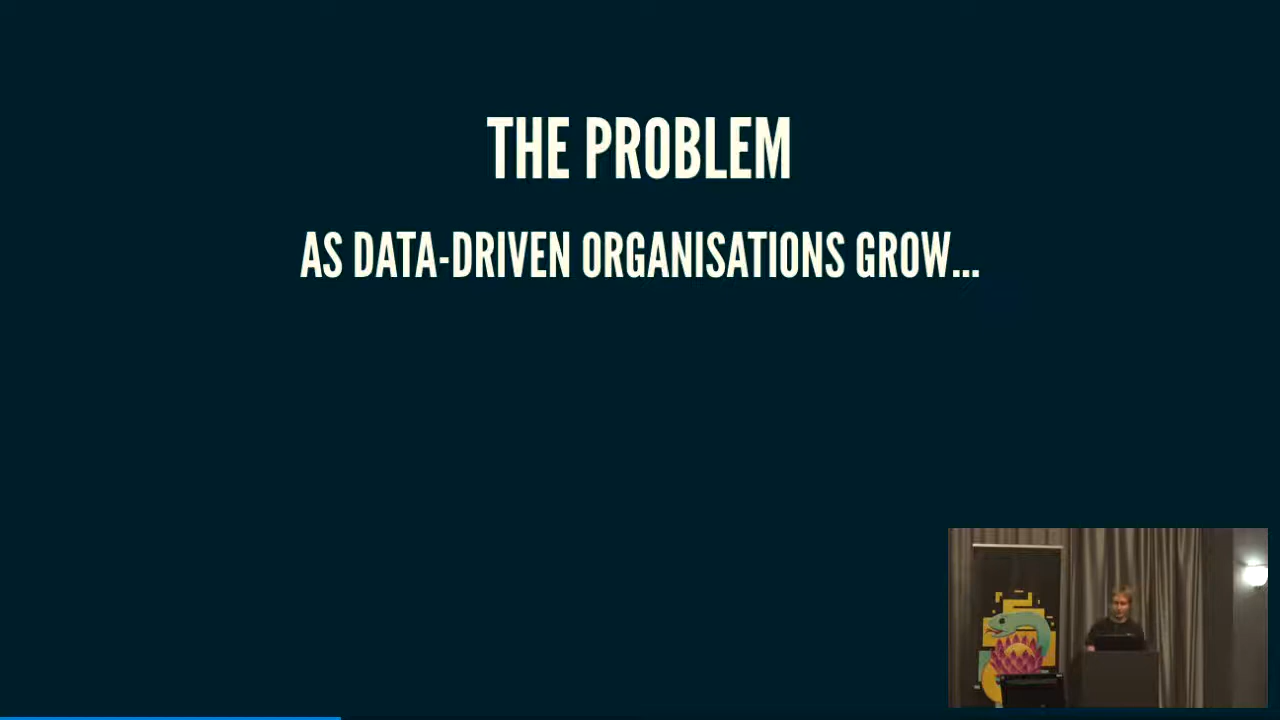 THE PROBLEM
AS DATA-DRIVEN ORGANISATIONS GROW...